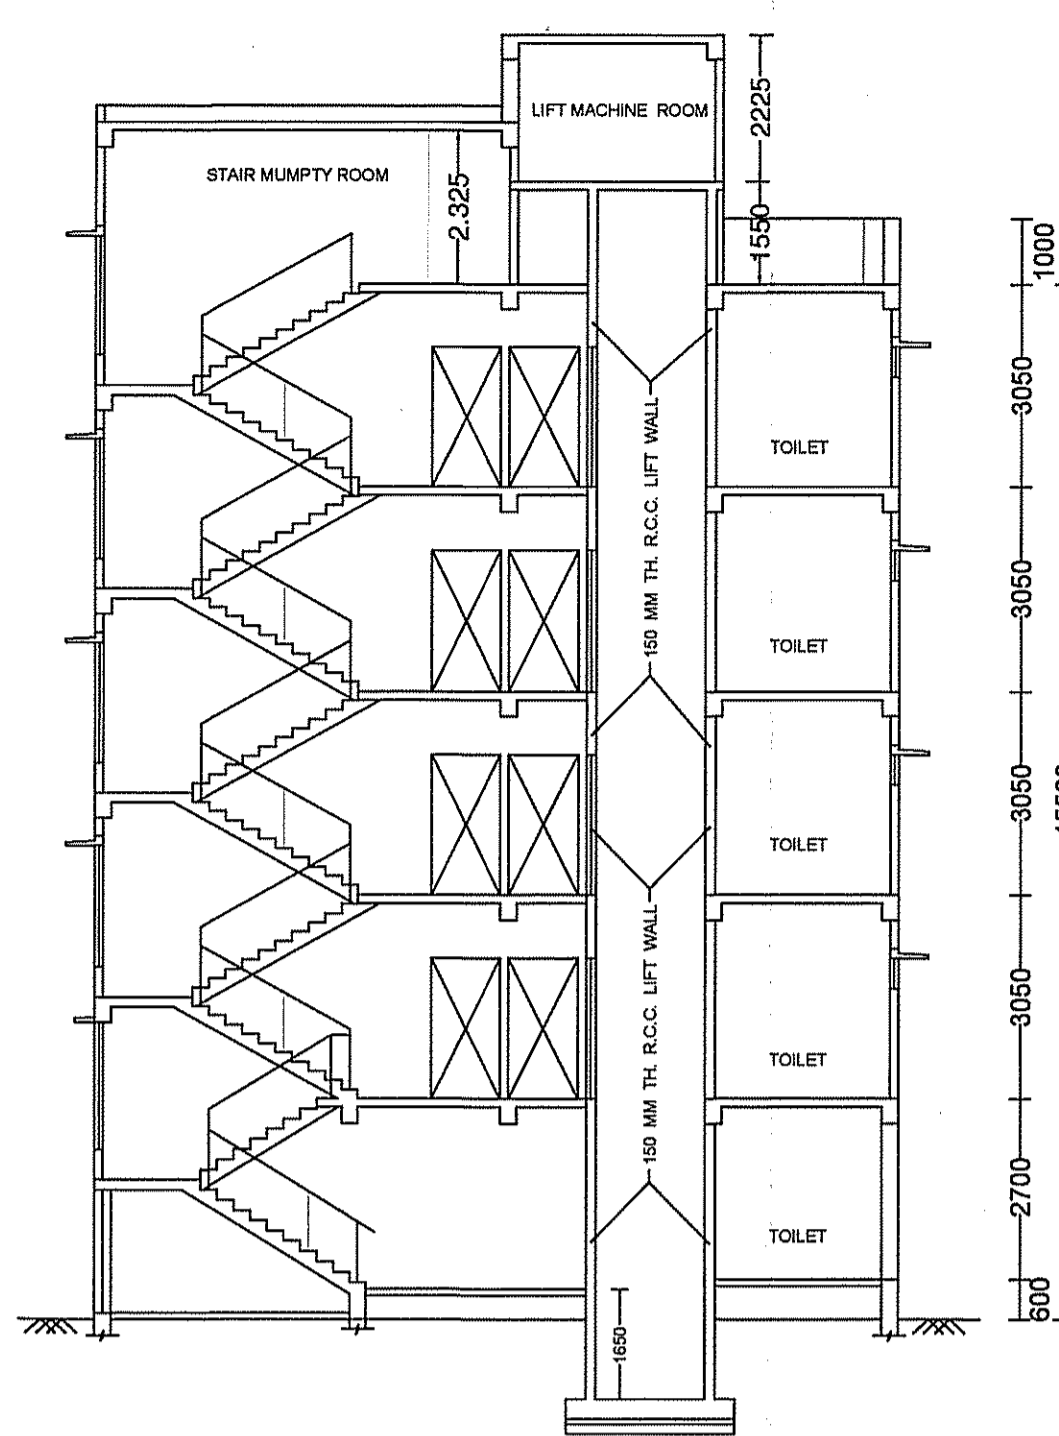 LIFT MACHINE ROOM
2225
STAIR MUMPTY ROOM
2.325
1550
1000
3050
150 MM TH. R.C.C. LIFT WALL
TOILET
3050
TOILET
3050
TOILET
3050
150 MM TH. R.C.C. LIFT WALL
TOILET
2700
TOILET
600
1650